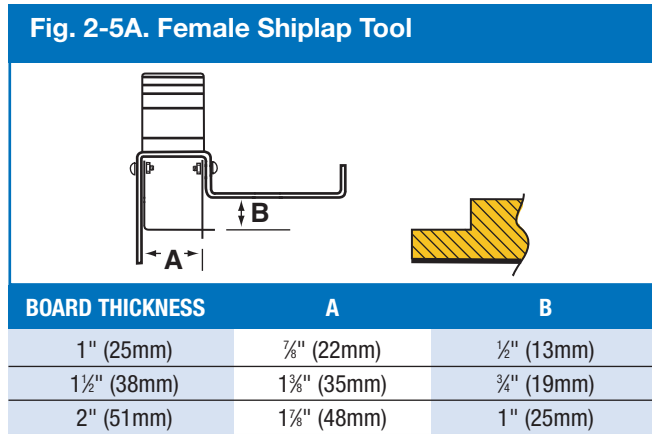 Fig. 2-5A. Female Shiplap Tool
B
A
BOARD THICKNESS A B
1" (25mm) ⅞" (22mm) ½" (13mm)
1½" (38mm) 1⅜" (35mm) ¾" (19mm)
2" (51mm) 1⅞" (48mm) 1" (25mm)